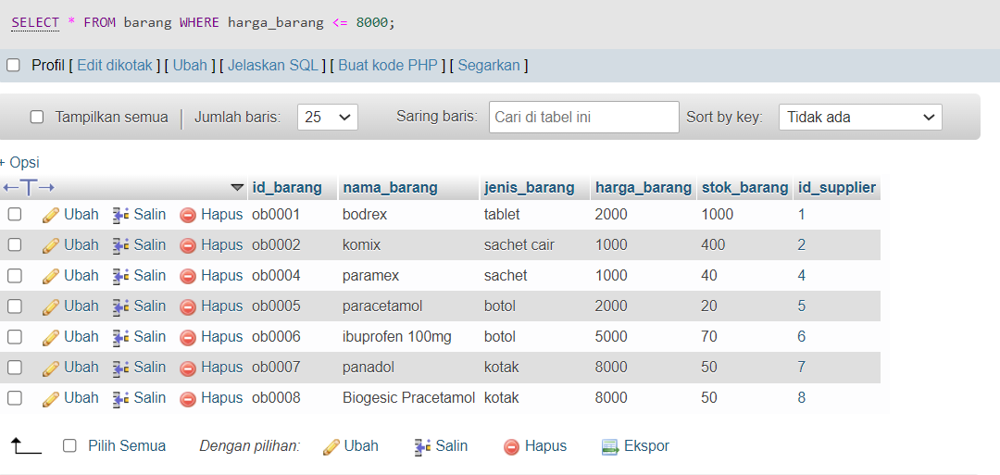 SELECT * FROM barang WHERE harga_barang <= 8000;
Profil [ Edit dikotak ] [ Ubah ] [ Jelaskan SQL ] [ Buat kode PHP ] [ Segarkan ]
Tampilkan semua | Jumlah baris: 25 Saring baris: Cari di tabel ini Sort by key: Tidak ada
+ Opsi
←T→ id_barang nama_barang jenis_barang harga_barang stok_barang id_supplier
Ubah Salin Hapus ob0001 bodrex tablet 2000 1000 1
Ubah Salin Hapus ob0002 komix sachet cair 1000 400 2
Ubah Salin Hapus ob0004 paramex sachet 1000 40 4
Ubah Salin Hapus ob0005 paracetamol botol 2000 20 5
Ubah Salin Hapus ob0006 ibuprofen 100mg botol 5000 70 6
Ubah Salin Hapus ob0007 panadol kotak 8000 50 7
Ubah Salin Hapus ob0008 Biogesic Pracetamol kotak 8000 50 8
Pilih Semua Dengan pilihan: Ubah Salin Hapus Ekspor